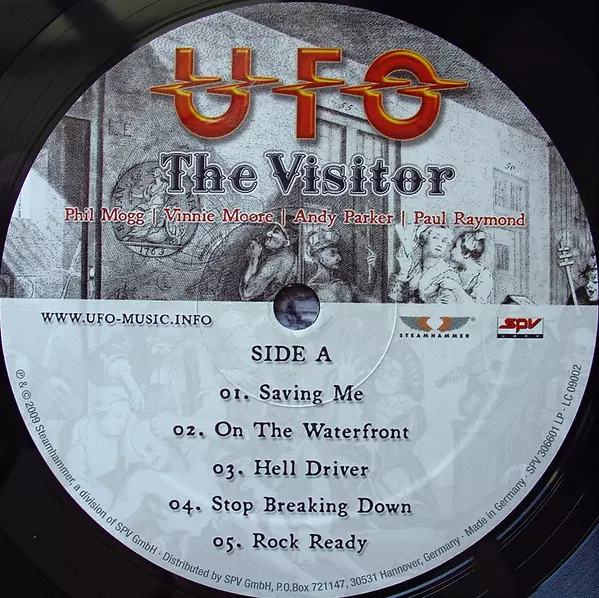 UFO
The Visitor
Phil Mogg | Vinnie Moore | Andy Parker | Paul Raymond
WWW.UFO-MUSIC.INFO
STEAMHAMMER
SPV
SIDE A
01. Saving Me
02. On The Waterfront
03. Hell Driver
04. Stop Breaking Down
05. Rock Ready
℗ & © 2009 Steamhammer, a division of SPV GmbH · Distributed by SPV GmbH, P.O.Box 721147, 30531 Hannover, Germany · Made in Germany · SPV 306601 LP · LC 09002